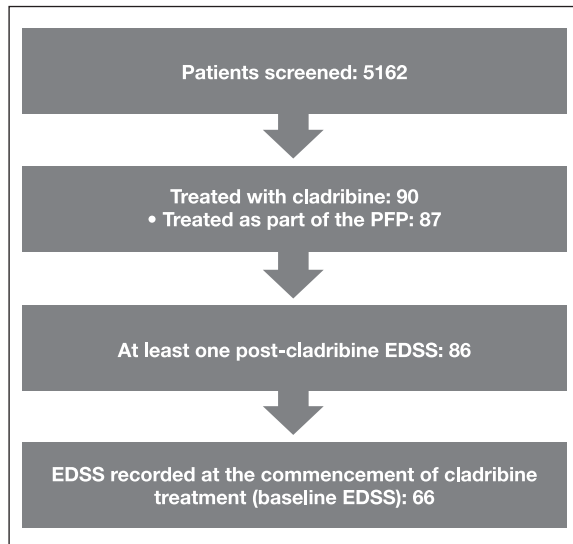 Patients screened: 5162
Treated with cladribine: 90
• Treated as part of the PFP: 87
At least one post-cladribine EDSS: 86
EDSS recorded at the commencement of cladribine
treatment (baseline EDSS): 66